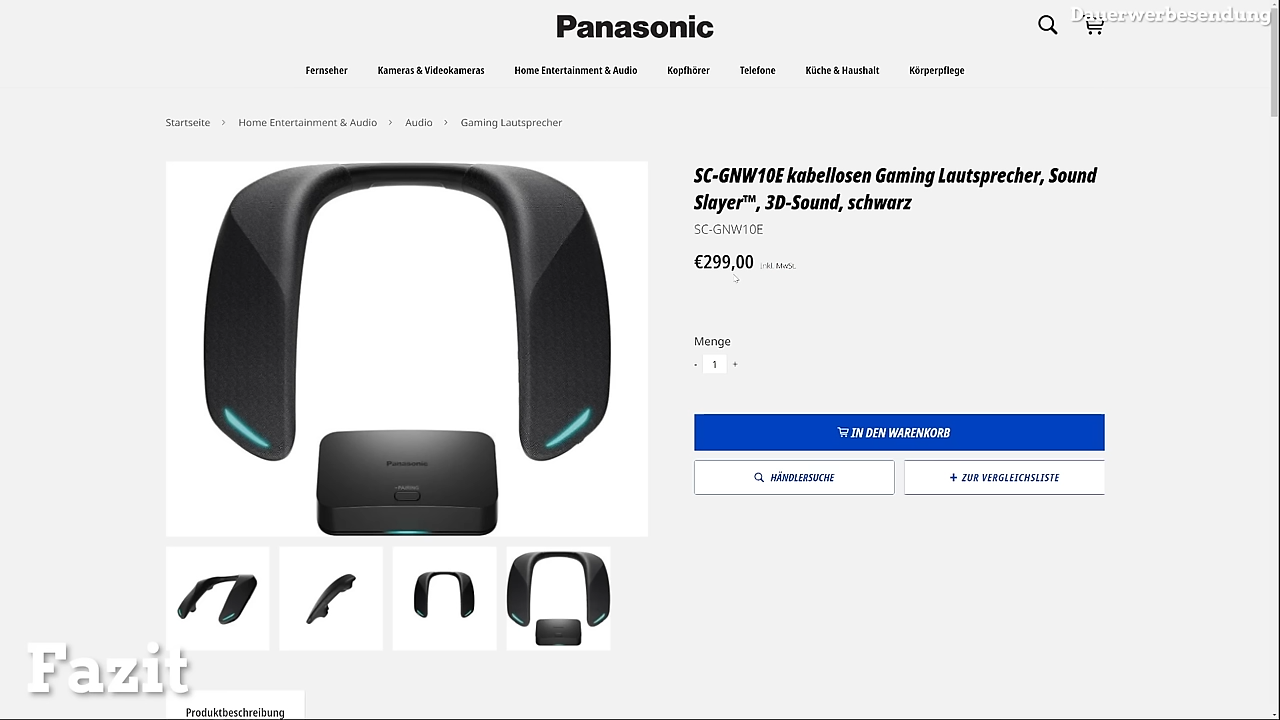 Dauerwerbesendung
Panasonic
Fernseher Kameras & Videokameras Home Entertainment & Audio Kopfhörer Telefone Küche & Haushalt Körperpflege
Startseite > Home Entertainment & Audio > Audio > Gaming Lautsprecher
SC-GNW10E kabellosen Gaming Lautsprecher, Sound
Slayer™, 3D-Sound, schwarz
SC-GNW10E
€299,00 Inkl. MwSt.
Menge
- 1 +
IN DEN WARENKORB
HÄNDLERSUCHE + ZUR VERGLEICHSLISTE
Panasonic
PAIRING
Fazit
Produktbeschreibung